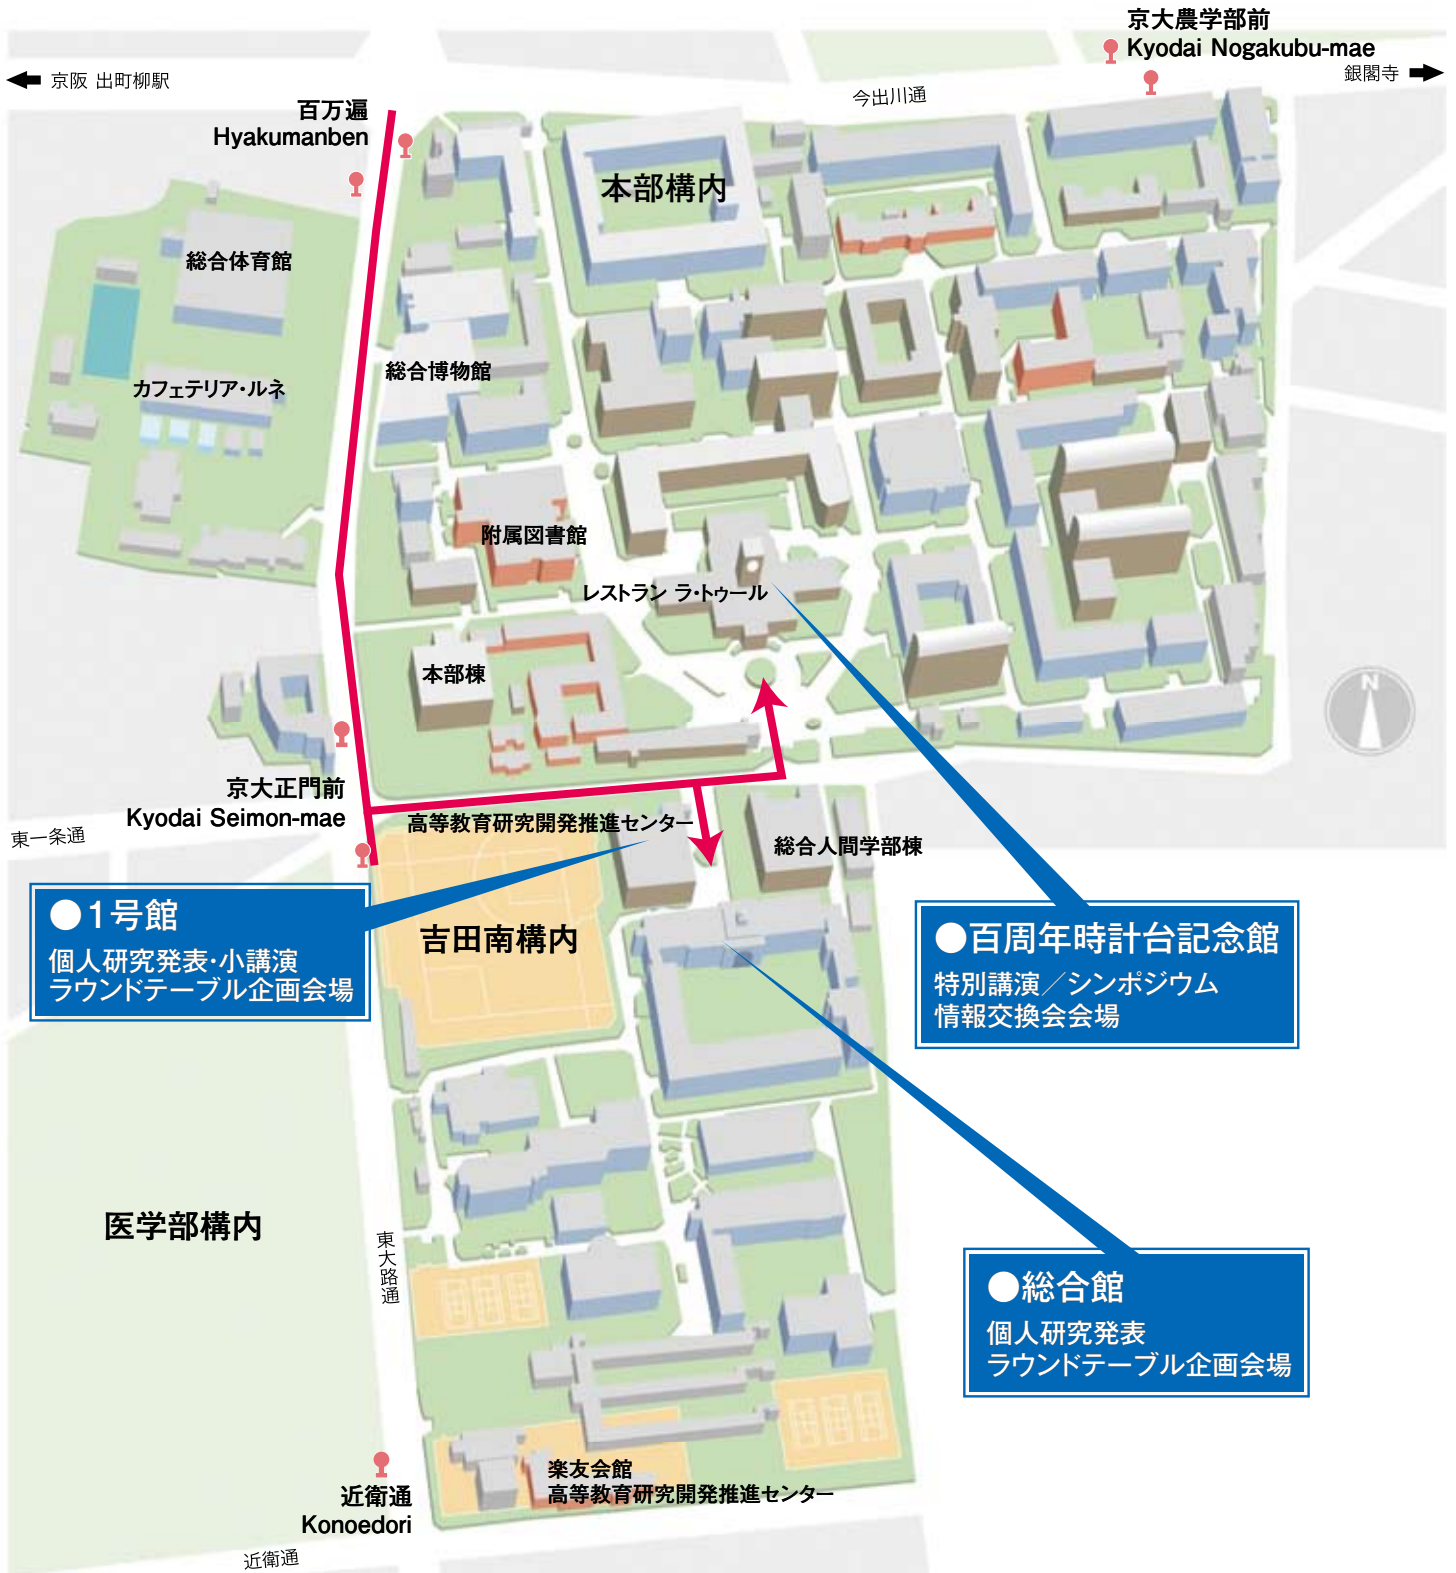 京大農学部前
Kyodai Nogakubu-mae
京阪 出町柳駅
銀閣寺
今出川通
百万遍
Hyakumanben
本部構内
総合体育館
総合博物館
カフェテリア・ルネ
附属図書館
レストラン ラ・トゥール
本部棟
N
京大正門前
Kyodai Seimon-mae
東一条通
高等教育研究開発推進センター
総合人間学部棟
●1号館
個人研究発表・小講演
ラウンドテーブル企画会場
吉田南構内
●百周年時計台記念館
特別講演／シンポジウム
情報交換会会場
医学部構内
東大路通
●総合館
個人研究発表
ラウンドテーブル企画会場
楽友会館
高等教育研究開発推進センター
近衛通
Konoedori
近衛通